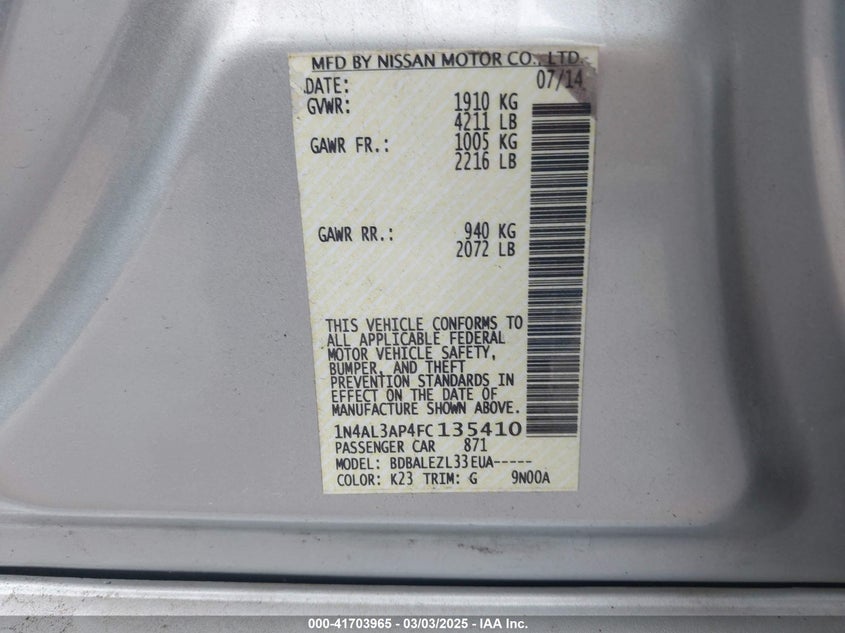 MFD BY NISSAN MOTOR CO., LTD.
DATE: 07/14
GVWR: 1910 KG
4211 LB
GAWR FR.: 1005 KG
2216 LB
GAWR RR.: 940 KG
2072 LB
THIS VEHICLE CONFORMS TO
ALL APPLICABLE FEDERAL
MOTOR VEHICLE SAFETY,
BUMPER, AND THEFT
PREVENTION STANDARDS IN
EFFECT ON THE DATE OF
MANUFACTURE SHOWN ABOVE.
1N4AL3AP4FC135410
PASSENGER CAR 871
MODEL: BDBALEZL33EUA-----
COLOR: K23 TRIM: G 9N00A
000-41703965 - 03/03/2025 - IAA Inc.